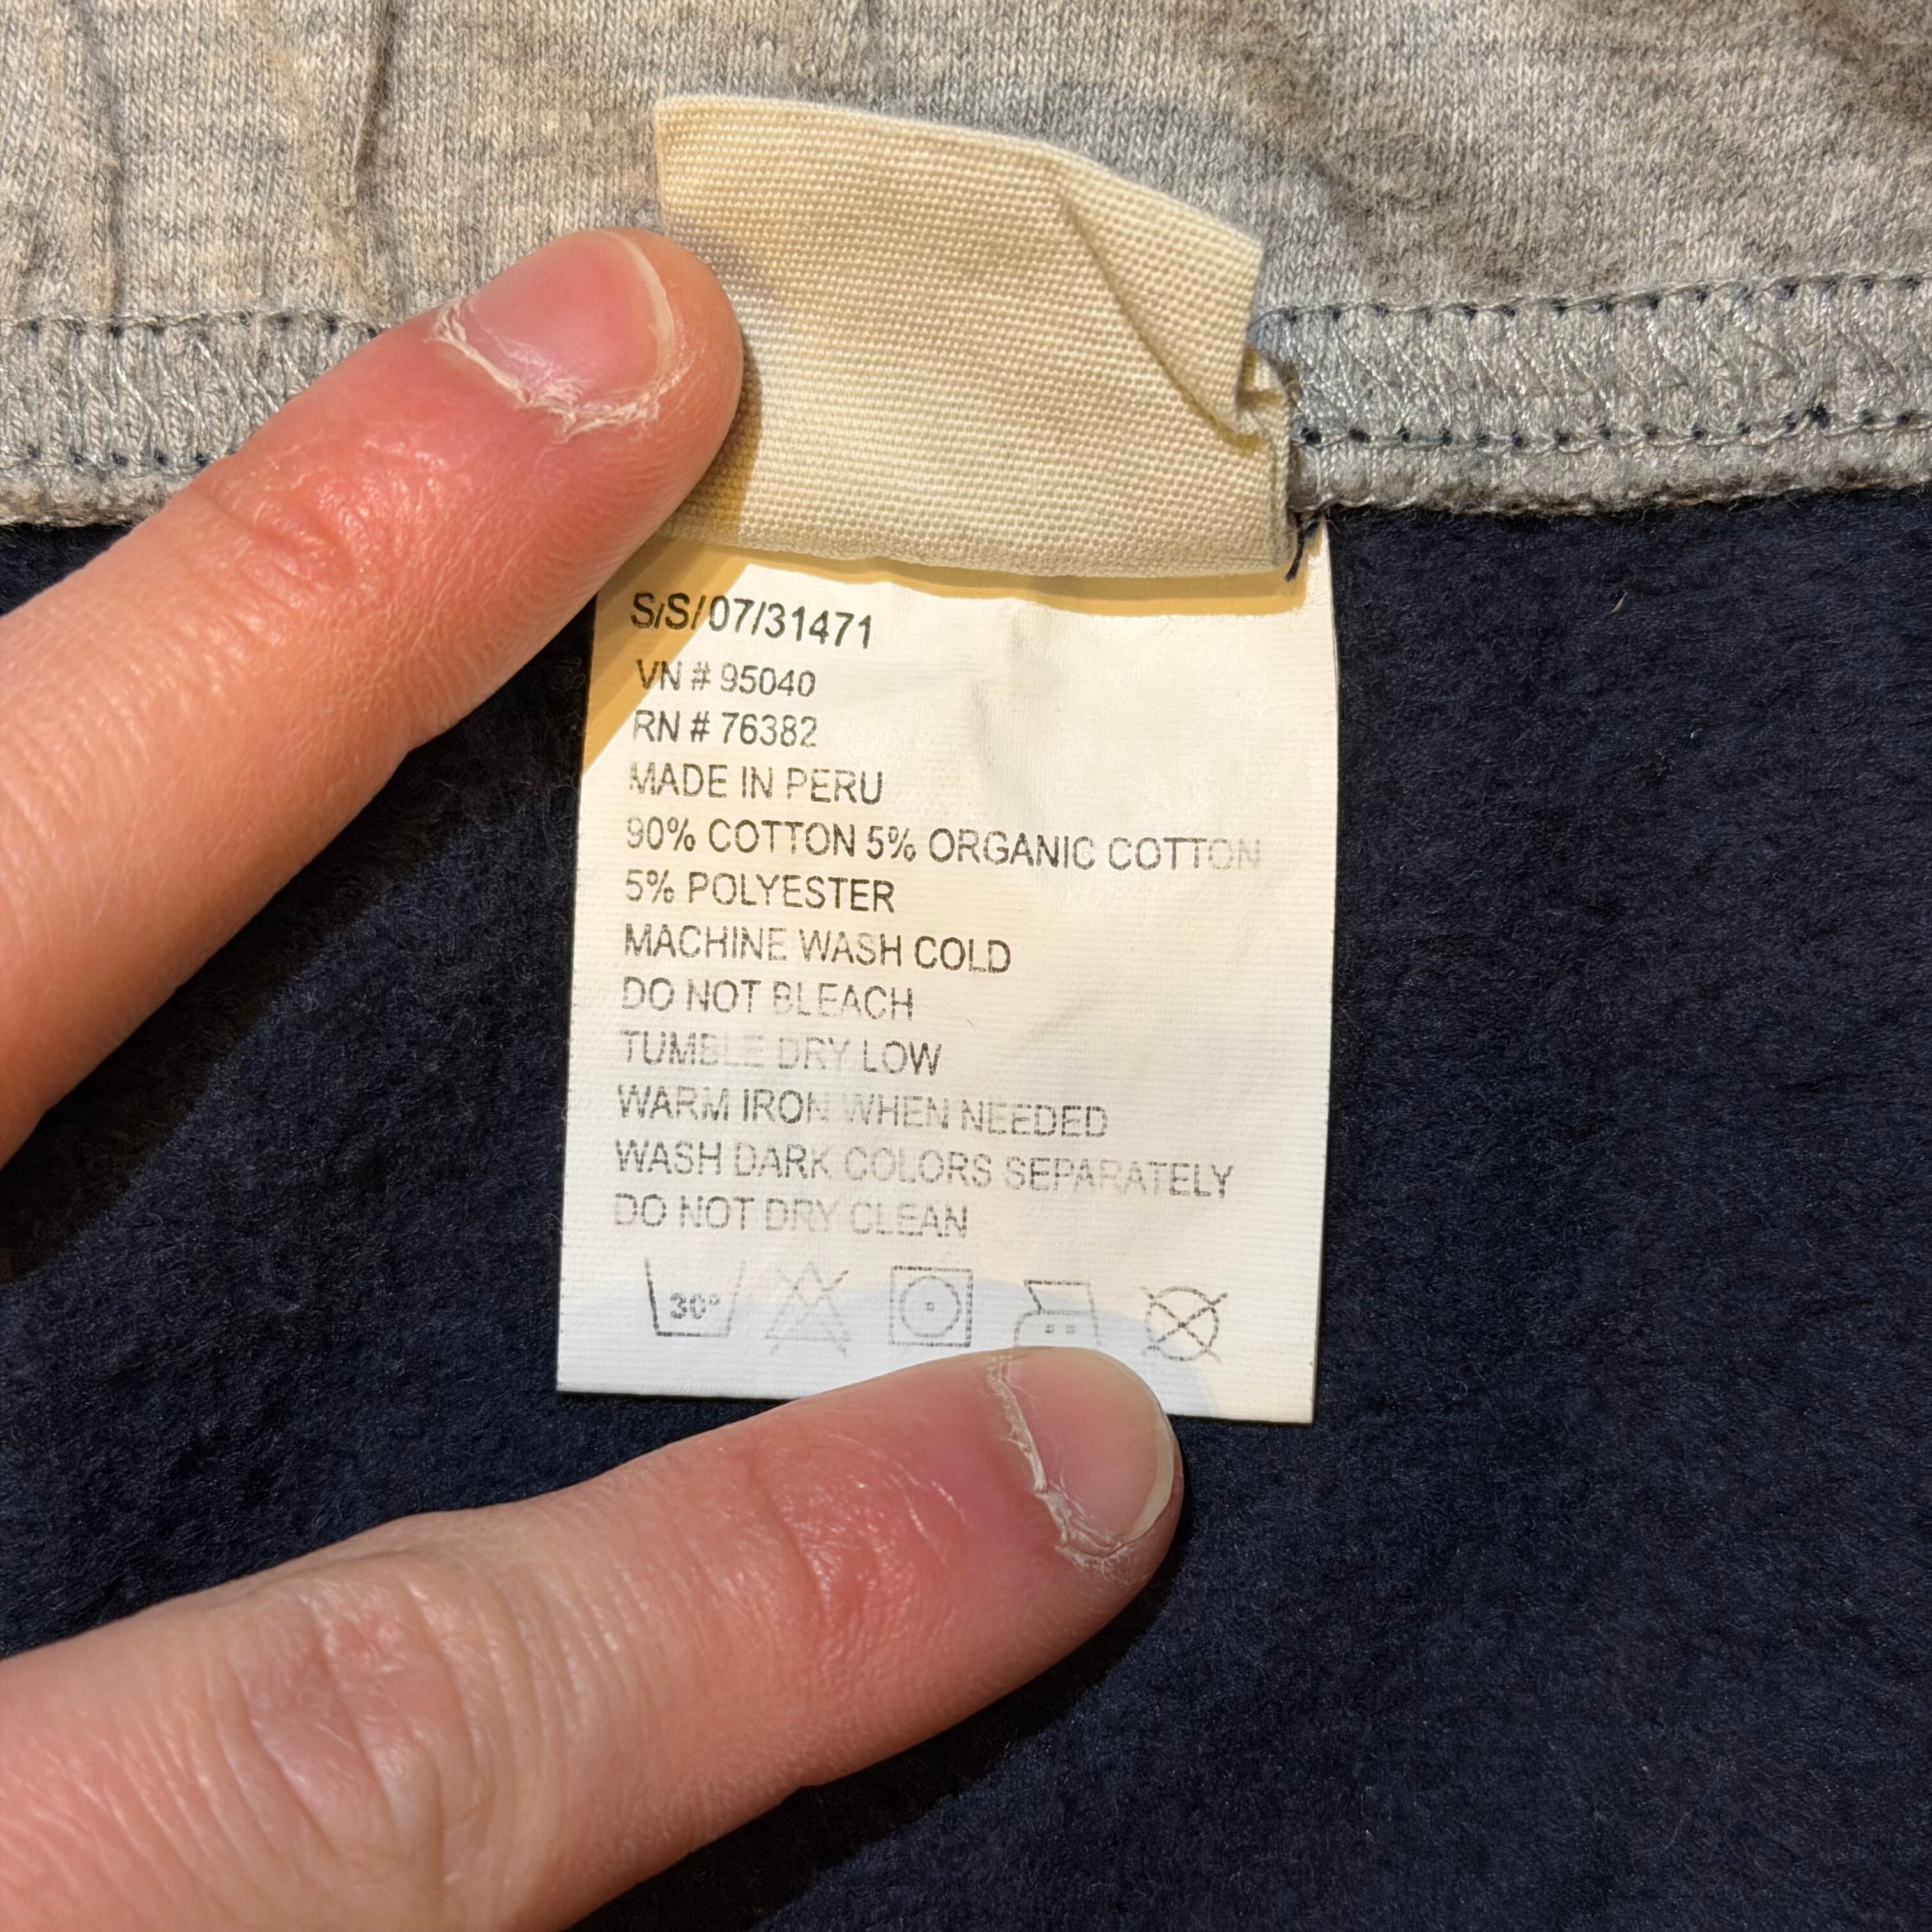 S/S/07/31471
VN # 95040
RN # 76382
MADE IN PERU
90% COTTON 5% ORGANIC COTTON
5% POLYESTER
MACHINE WASH COLD
DO NOT BLEACH
TUMBLE DRY LOW
WARM IRON WHEN NEEDED
WASH DARK COLORS SEPARATELY
DO NOT DRY CLEAN
30°